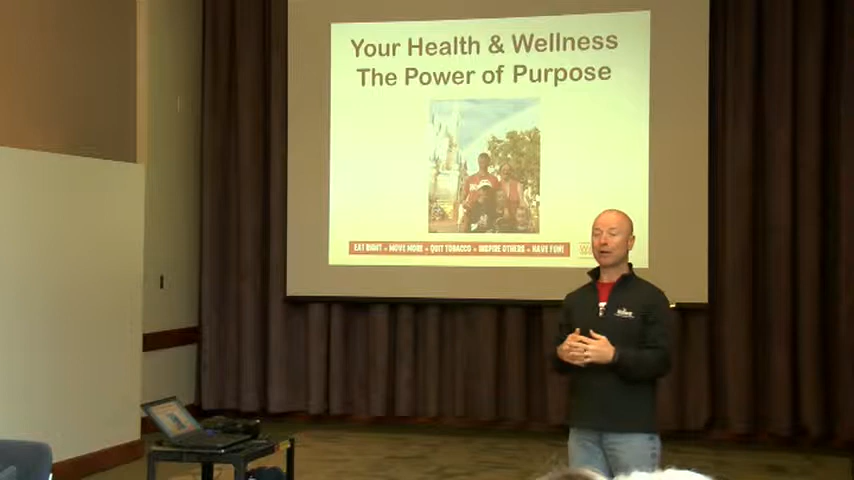 Your Health & Wellness
The Power of Purpose
EAT RIGHT • MOVE MORE • QUIT TOBACCO • INSPIRE OTHERS • HAVE FUN!